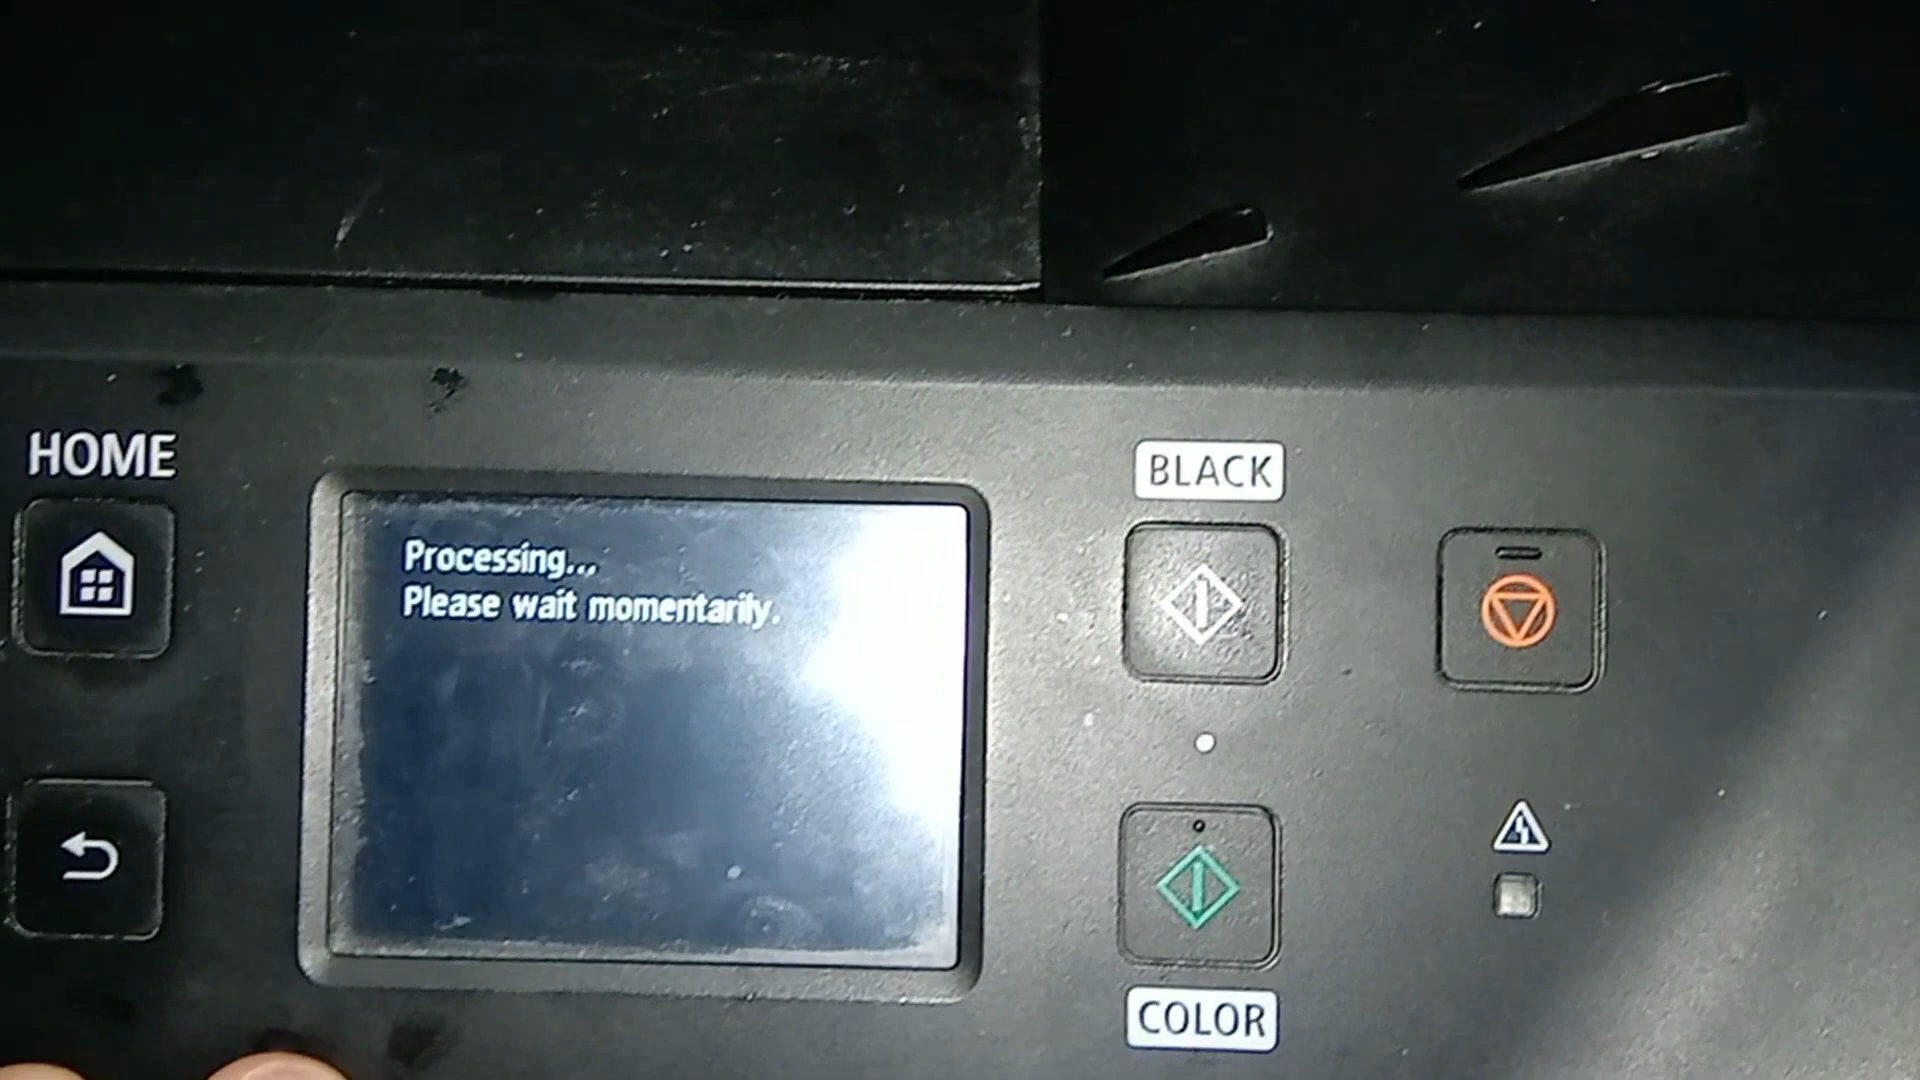 HOME
BLACK
Processing...
Please wait momentarily.
COLOR